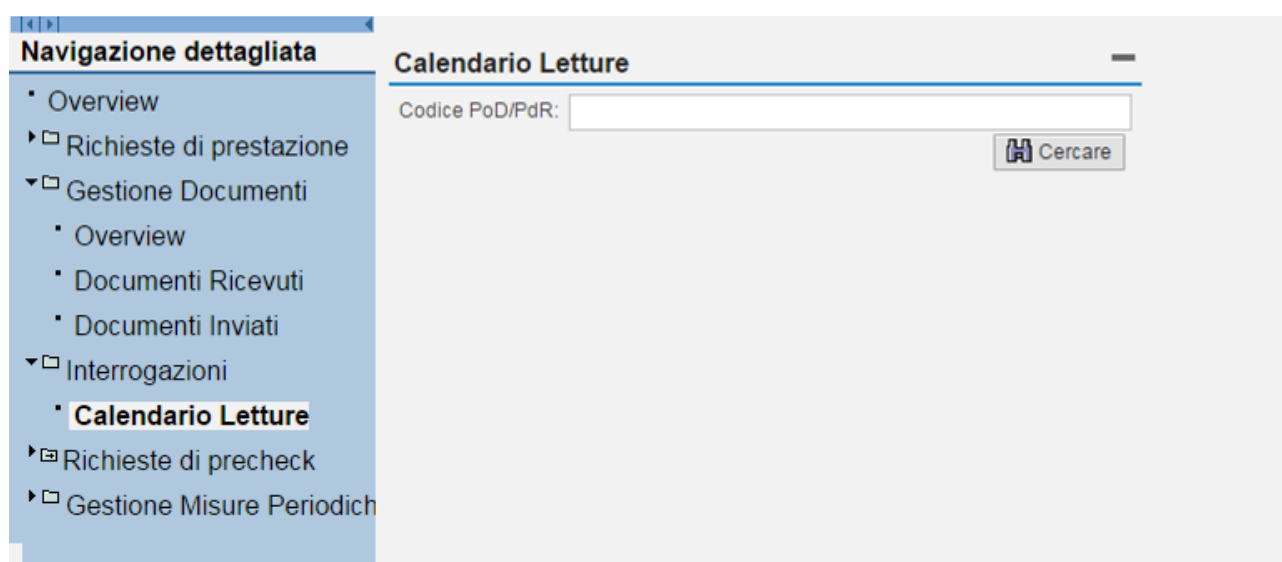 Navigazione dettagliata
Overview
Richieste di prestazione
Gestione Documenti
Overview
Documenti Ricevuti
Documenti Inviati
Interrogazioni
Calendario Letture
Richieste di precheck
Gestione Misure Periodich
Calendario Letture
Codice PoD/PdR:
Cercare